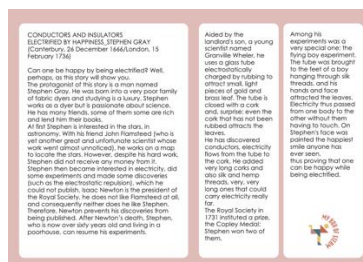 CONDUCTORS AND INSULATORS
ELECTRIFIED BY HAPPINESS_STEPHEN GRAY
(Canterbury, 26 December 1666/London, 15
February 1736)
Can one be happy by being electrified? Well,
perhaps, as this story will show you.
The protagonist of this story is a man named
Stephen Gray. He was born into a very poor family
of fabric dyers and studying is a luxury. Stephen
works as a dyer but is passionate about science.
He has many friends, some of them some are rich
and lend him their books.
At first Stephen is interested in the stars, in
astronomy. With his friend John Flamsteed (who is
yet another great and unfortunate scientist whose
work went almost unnoticed), he works on a map
to locate the stars. However, despite his hard work,
Stephen did not receive any money from it.
Stephen then became interested in electricity, did
some experiments and made some discoveries
(such as the electrostatic repulsion), which he
could not publish. Isaac Newton is the president of
the Royal Society, he does not like Flamsteed at all,
and consequently neither does he like Stephen.
Therefore, Newton prevents his discoveries from
being published. After Newton's death, Stephen,
who is now over sixty years old and living in a
poorhouse, can resume his experiments.
Aided by the
landlord's son, a young
scientist named
Granville Wheler, he
uses a glass tube
electrostatically
charged by rubbing to
attract small, light
pieces of gold and
brass leaf. The tube is
closed with a cork
and, surprise: even the
cork that has not been
rubbed attracts the
leaves.
He has discovered
conductors, electricity
flows from the tube to
the cork. He added
very long corks and
also silk and hemp
threads, very, very
long ones that could
carry electricity really
far.
The Royal Society in
1731 instituted a prize,
the Copley Medal;
Stephen won two of
them.
Among his
experiments was a
very special one: the
flying boy experiment.
The tube was brought
to the feet of a boy
hanging through silk
threads, and his
hands and face
attracted the leaves.
Electricity thus passed
from one body to the
other without them
having to touch. On
Stephen's face was
painted the happiest
smile anyone has
ever seen,
thus proving that one
can be happy while
being electrified.